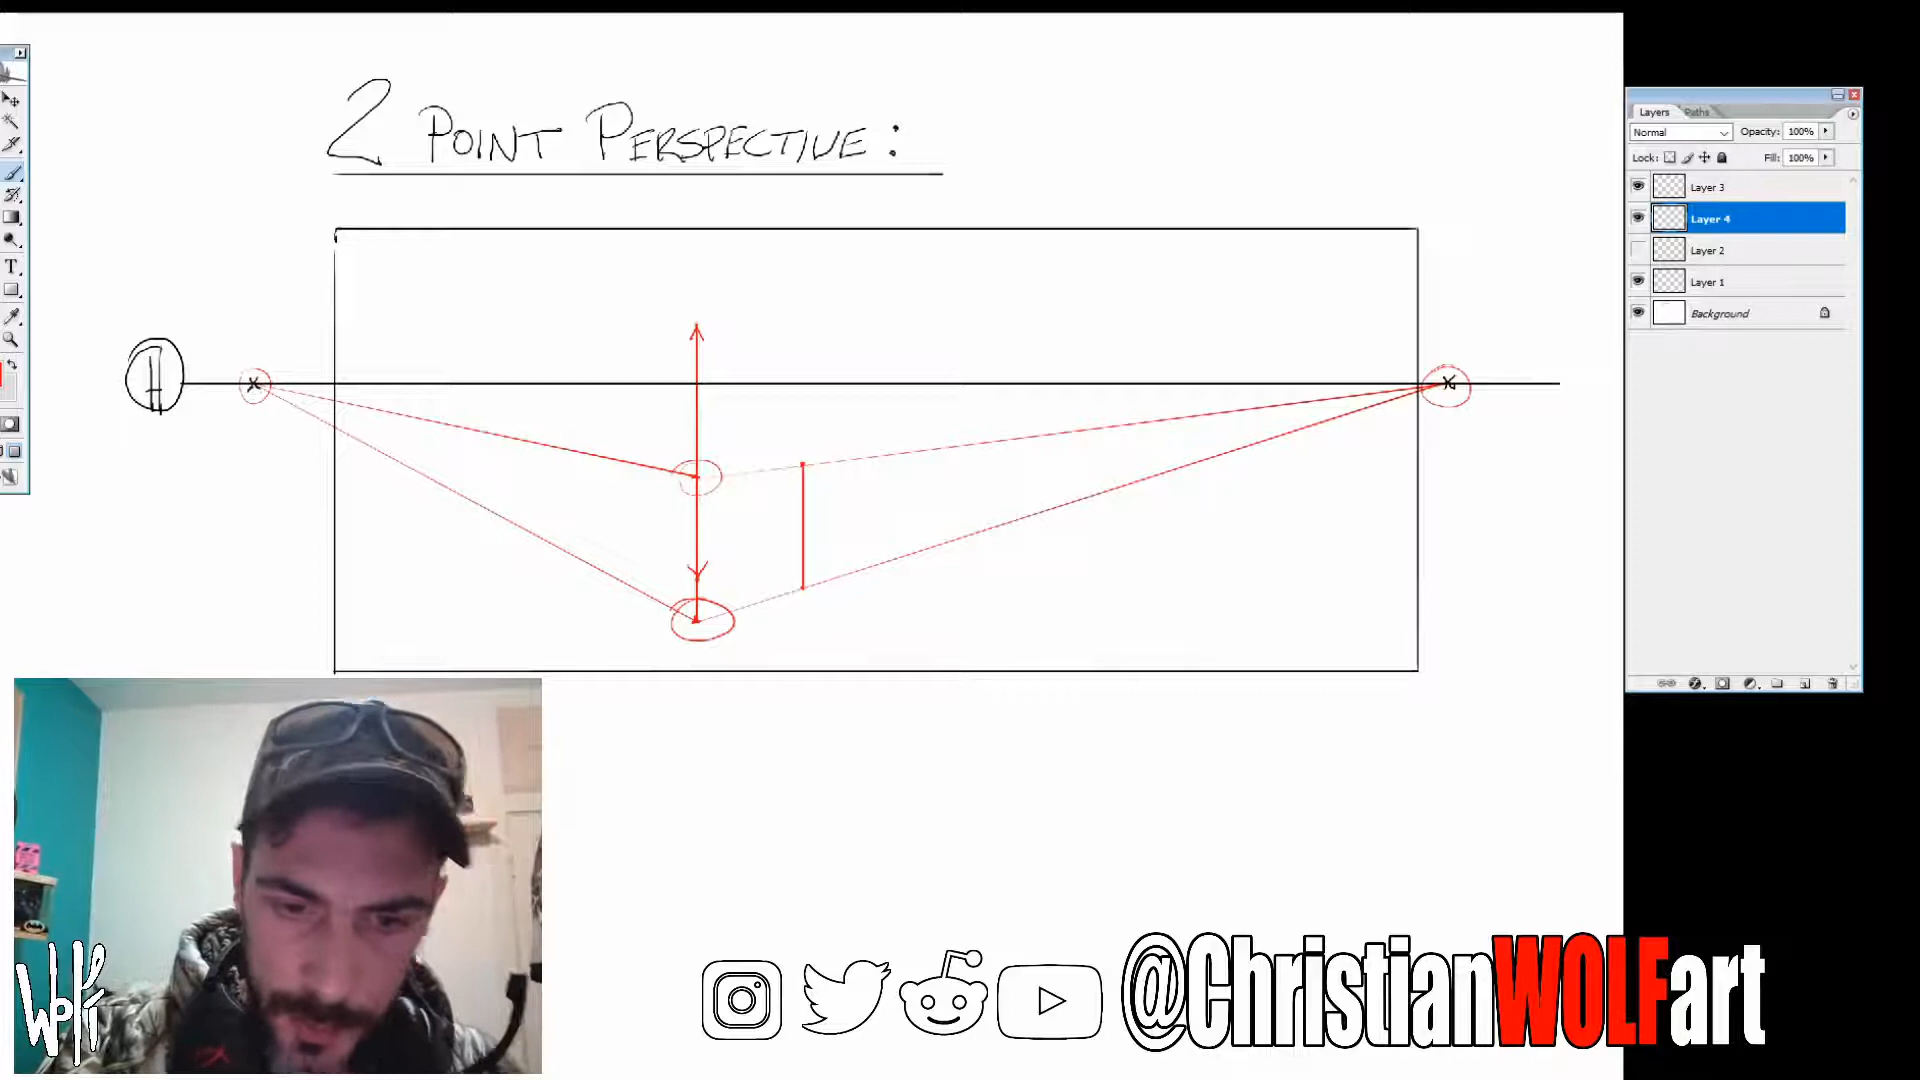 2 POINT PERSPECTIVE:
H
x
x
Layers Paths
Normal Opacity: 100%
Lock: Fill: 100%
Layer 3
Layer 4
Layer 2
Layer 1
Background
T
@ChristianWOLFart